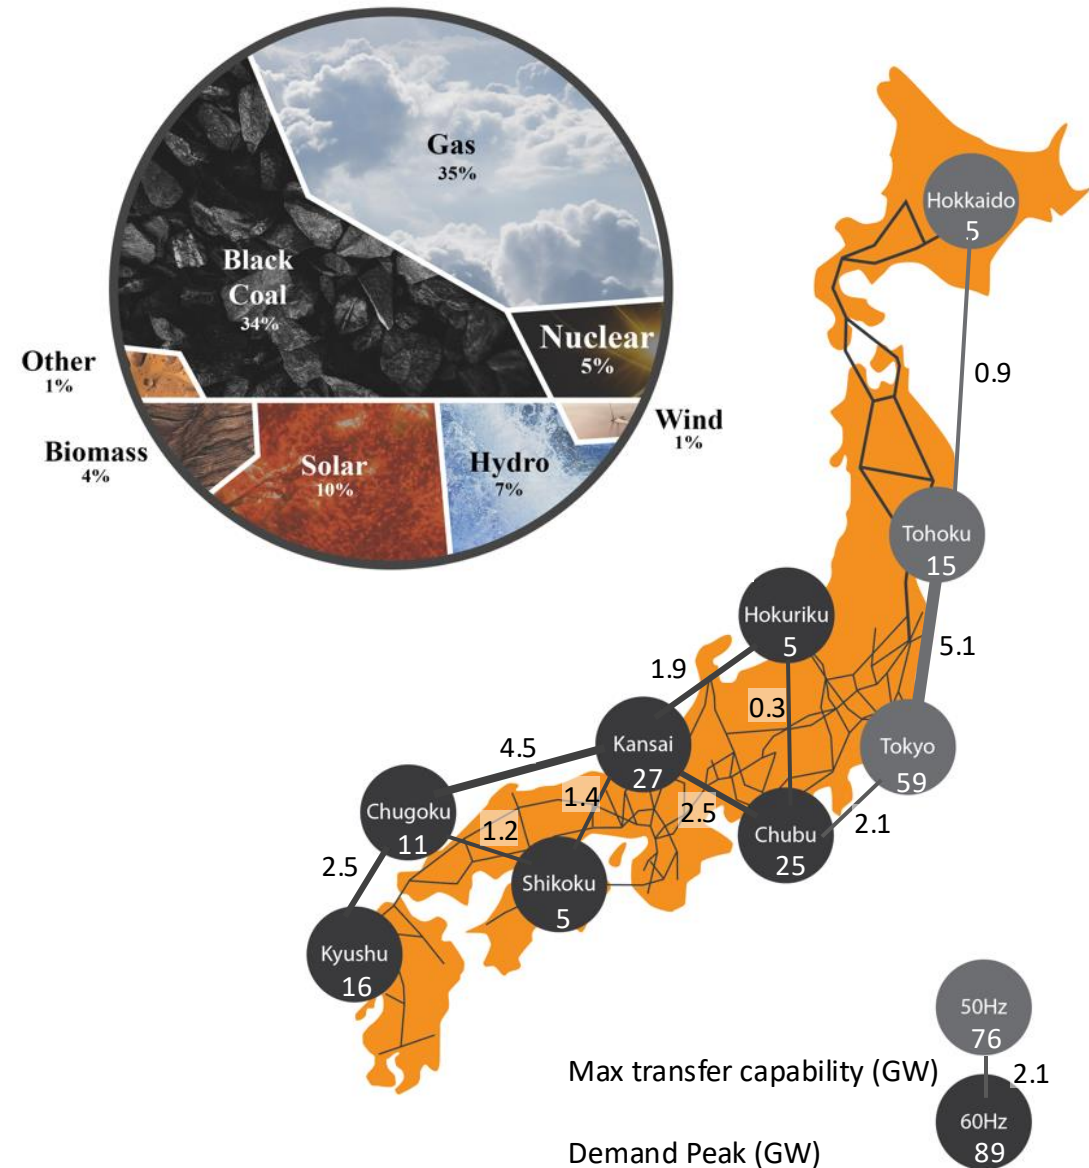 Gas
35%
Black
Coal
34%
Nuclear
5%
Other
1%
Wind
1%
Biomass
4%
Solar
10%
Hydro
7%
Hokkaido
5
0.9
Tohoku
15
5.1
Hokuriku
5
1.9
0.3
Kansai
27
Tokyo
59
4.5
Chugoku
11
1.4
2.5
2.1
1.2
Chubu
25
2.5
Shikoku
5
Kyushu
16
50Hz
76
Max transfer capability (GW)
2.1
60Hz
89
Demand Peak (GW)